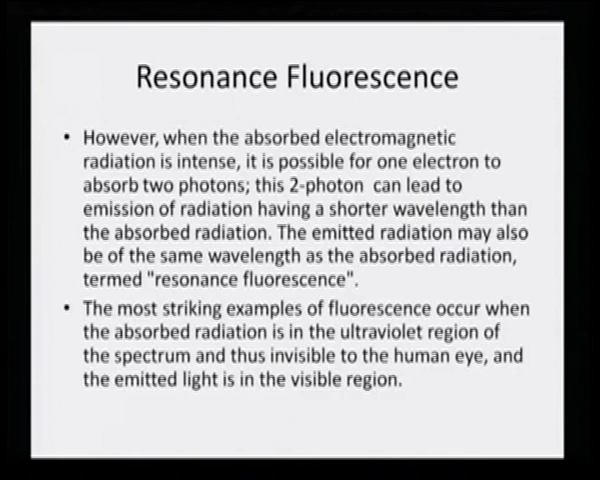 Resonance Fluorescence
• However, when the absorbed electromagnetic
radiation is intense, it is possible for one electron to
absorb two photons; this 2-photon can lead to
emission of radiation having a shorter wavelength than
the absorbed radiation. The emitted radiation may also
be of the same wavelength as the absorbed radiation,
termed "resonance fluorescence".
• The most striking examples of fluorescence occur when
the absorbed radiation is in the ultraviolet region of
the spectrum and thus invisible to the human eye, and
the emitted light is in the visible region.